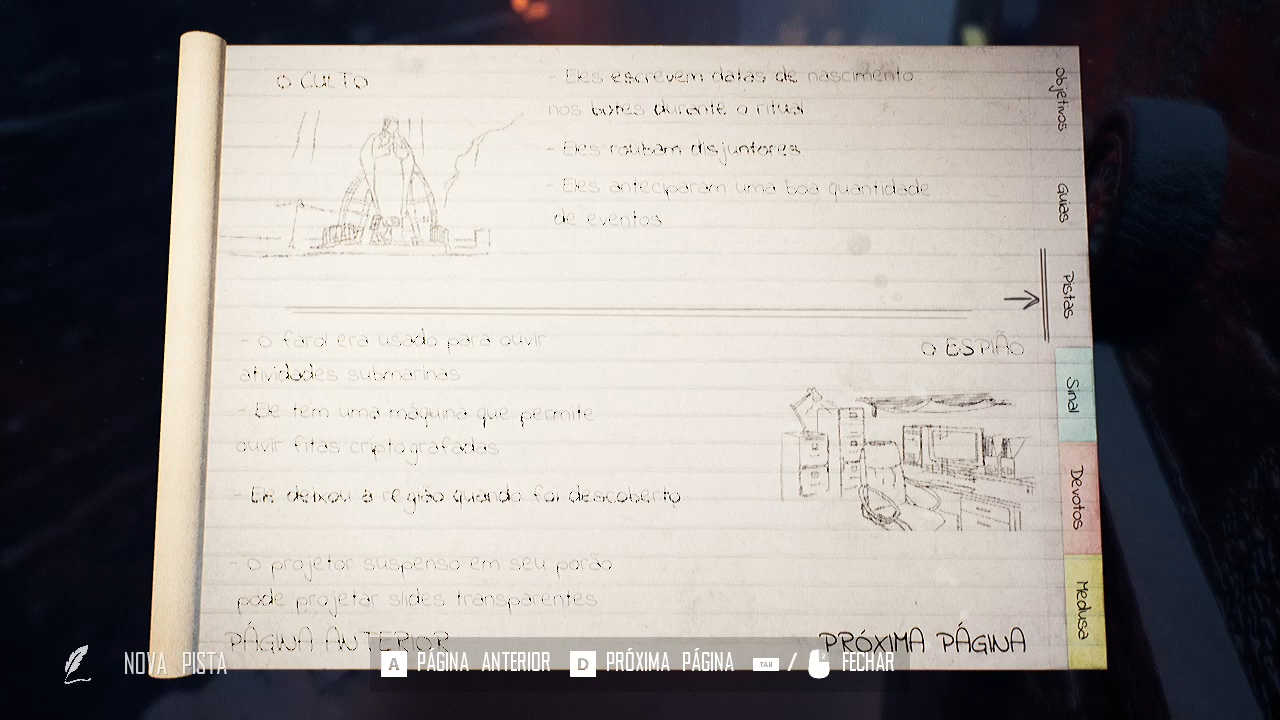 O CULTO
- Eles escrevem datas de nascimento
nos botes durante o ritual
- Eles roubam disjuntores
- Eles anteciparam uma boa quantidade
de eventos
- O farol era usado para ouvir
atividades submarinas
- Ele tem uma máquina que permite
ouvir fitas criptografadas
- Ele deixou a região quando foi descoberto
- O projetor suspenso em seu porão
pode projetar slides transparentes
O ESPIÃO
Objetivos
Guias
Pistas
Sinal
Devotos
Medusa
PÁGINA ANTERIOR
PRÓXIMA PÁGINA
NOVA PISTA
A PÁGINA ANTERIOR D PRÓXIMA PÁGINA TAB / 2 FECHAR